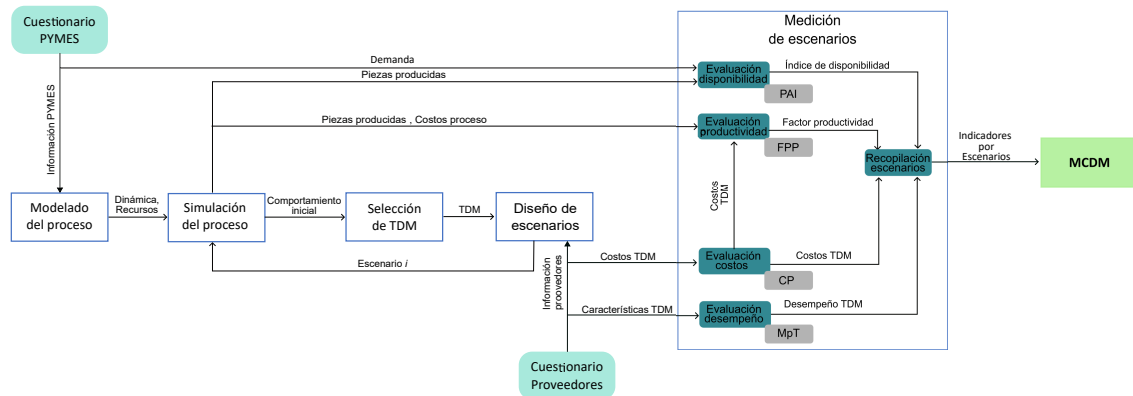 Cuestionario
PYMES
Medición
de escenarios
Demanda
Piezas producidas
Evaluación
disponibilidad
PAI
Índice de disponibilidad
Información PYMES
Piezas producidas , Costos proceso
Evaluación
productividad
FPP
Factor productividad
Recopilación
escenarios
Indicadores
por
Escenarios
MCDM
Costos
TDM
Modelado
del proceso
Dinámica,
Recursos
Simulación
del proceso
Comportamiento
inicial
Selección
de TDM
TDM
Diseño de
escenarios
Escenario i
Información
proovedores
Costos TDM
Evaluación
costos
CP
Costos TDM
Características TDM
Evaluación
desempeño
MpT
Desempeño TDM
Cuestionario
Proveedores